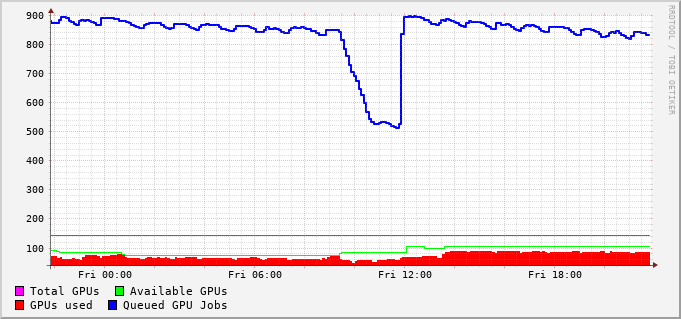 900
800
700
600
500
400
300
200
100
Fri 00:00 Fri 06:00 Fri 12:00 Fri 18:00
Total GPUs Available GPUs
GPUs used Queued GPU Jobs
RRDTOOL / TOBI OETIKER